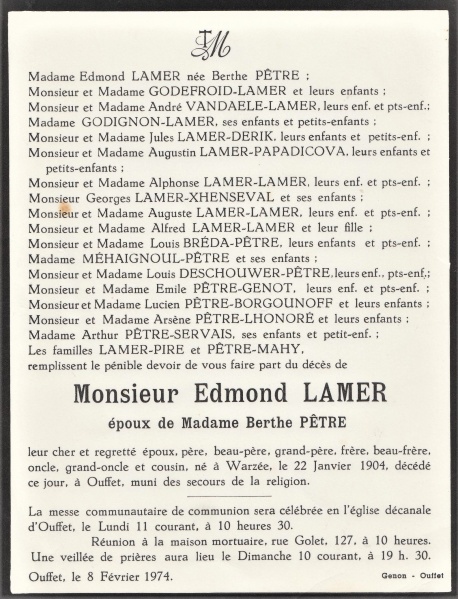 M
Madame Edmond LAMER née Berthe PÊTRE ;
Monsieur et Madame GODEFROID-LAMER et leurs enfants ;
Monsieur et Madame André VANDAELE-LAMER, leurs enf. et pts-enf.;
Madame GODIGNON-LAMER, ses enfants et petits-enfants ;
Monsieur et Madame Jules LAMER-DERIK, leurs enfants et petits-enf. ;
Monsieur et Madame Augustin LAMER-PAPADICOVA, leurs enfants et
petits-enfants ;
Monsieur et Madame Alphonse LAMER-LAMER, leurs enf. et pts-enf. ;
Monsieur Georges LAMER-XHENSEVAL et ses enfants ;
Monsieur et Madame Auguste LAMER-LAMER, leurs enf. et pts-enf. ;
Monsieur et Madame Alfred LAMER-LAMER et leur fille ;
Monsieur et Madame Louis BRÉDA-PÊTRE, leurs enfants et pts-enf. ;
Madame MÉHAIGNOUL-PÊTRE et ses enfants ;
Monsieur et Madame Louis DESCHOUWER-PÊTRE, leurs enf., pts-enf.;
Monsieur et Madame Emile PÊTRE-GENOT, leurs enf. et pts-enf. ;
Monsieur et Madame Lucien PÊTRE-BORGOUNOFF et leurs enfants ;
Monsieur et Madame Arsène PÊTRE-LHONORÉ et leurs enfants ;
Madame Arthur PÊTRE-SERVAIS, ses enfants et petit-enf. ;
Les familles LAMER-PIRE et PÊTRE-MAHY,
remplissent le pénible devoir de vous faire part du décès de
Monsieur Edmond LAMER
époux de Madame Berthe PÊTRE
leur cher et regretté époux, père, beau-père, grand-père, frère, beau-frère,
oncle, grand-oncle et cousin, né à Warzée, le 22 Janvier 1904, décédé
ce jour, à Ouffet, muni des secours de la religion.
La messe communautaire de communion sera célébrée en l'église décanale
d'Ouffet, le Lundi 11 courant, à 10 heures 30.
Réunion à la maison mortuaire, rue Golet, 127, à 10 heures.
Une veillée de prières aura lieu le Dimanche 10 courant, à 19 h. 30.
Ouffet, le 8 Février 1974.
Genon - Ouffet